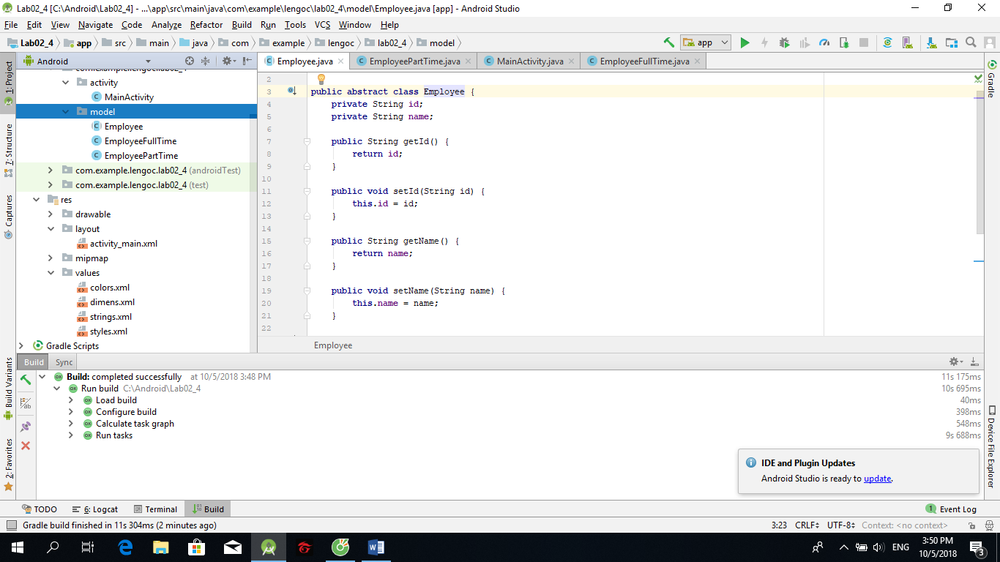 Lab02_4 [C:\Android\Lab02_4] - ...\app\src\main\java\com\example\lengoc\lab02_4\model\Employee.java [app] - Android Studio
File Edit View Navigate Code Analyze Refactor Build Run Tools VCS Window Help
Lab02_4 app src main java com example lengoc lab02_4 model app
1: Project
7: Structure
Captures
Build Variants
2: Favorites
Android
activity
MainActivity
model
Employee
EmployeeFullTime
EmployeePartTime
com.example.lengoc.lab02_4 (androidTest)
com.example.lengoc.lab02_4 (test)
res
drawable
layout
activity_main.xml
mipmap
values
colors.xml
dimens.xml
strings.xml
styles.xml
Gradle Scripts
Employee.java EmployeePartTime.java MainActivity.java EmployeeFullTime.java
2
3 public abstract class Employee {
4 private String id;
5 private String name;
6
7 public String getId() {
8 return id;
9 }
10
11 public void setId(String id) {
12 this.id = id;
13 }
14
15 public String getName() {
16 return name;
17 }
18
19 public void setName(String name) {
20 this.name = name;
21 }
22
Employee
Gradle
Device File Explorer
Build Sync
Build: completed successfully at 10/5/2018 3:48 PM 11s 175ms
Run build C:\Android\Lab02_4 10s 695ms
Load build 40ms
Configure build 398ms
Calculate task graph 548ms
Run tasks 9s 688ms
IDE and Plugin Updates
Android Studio is ready to update.
TODO 6: Logcat Terminal Build 1 Event Log
Gradle build finished in 11s 304ms (2 minutes ago) 3:23 CRLF UTF-8 Context: <no context>
ENG
3:50 PM
10/5/2018
3